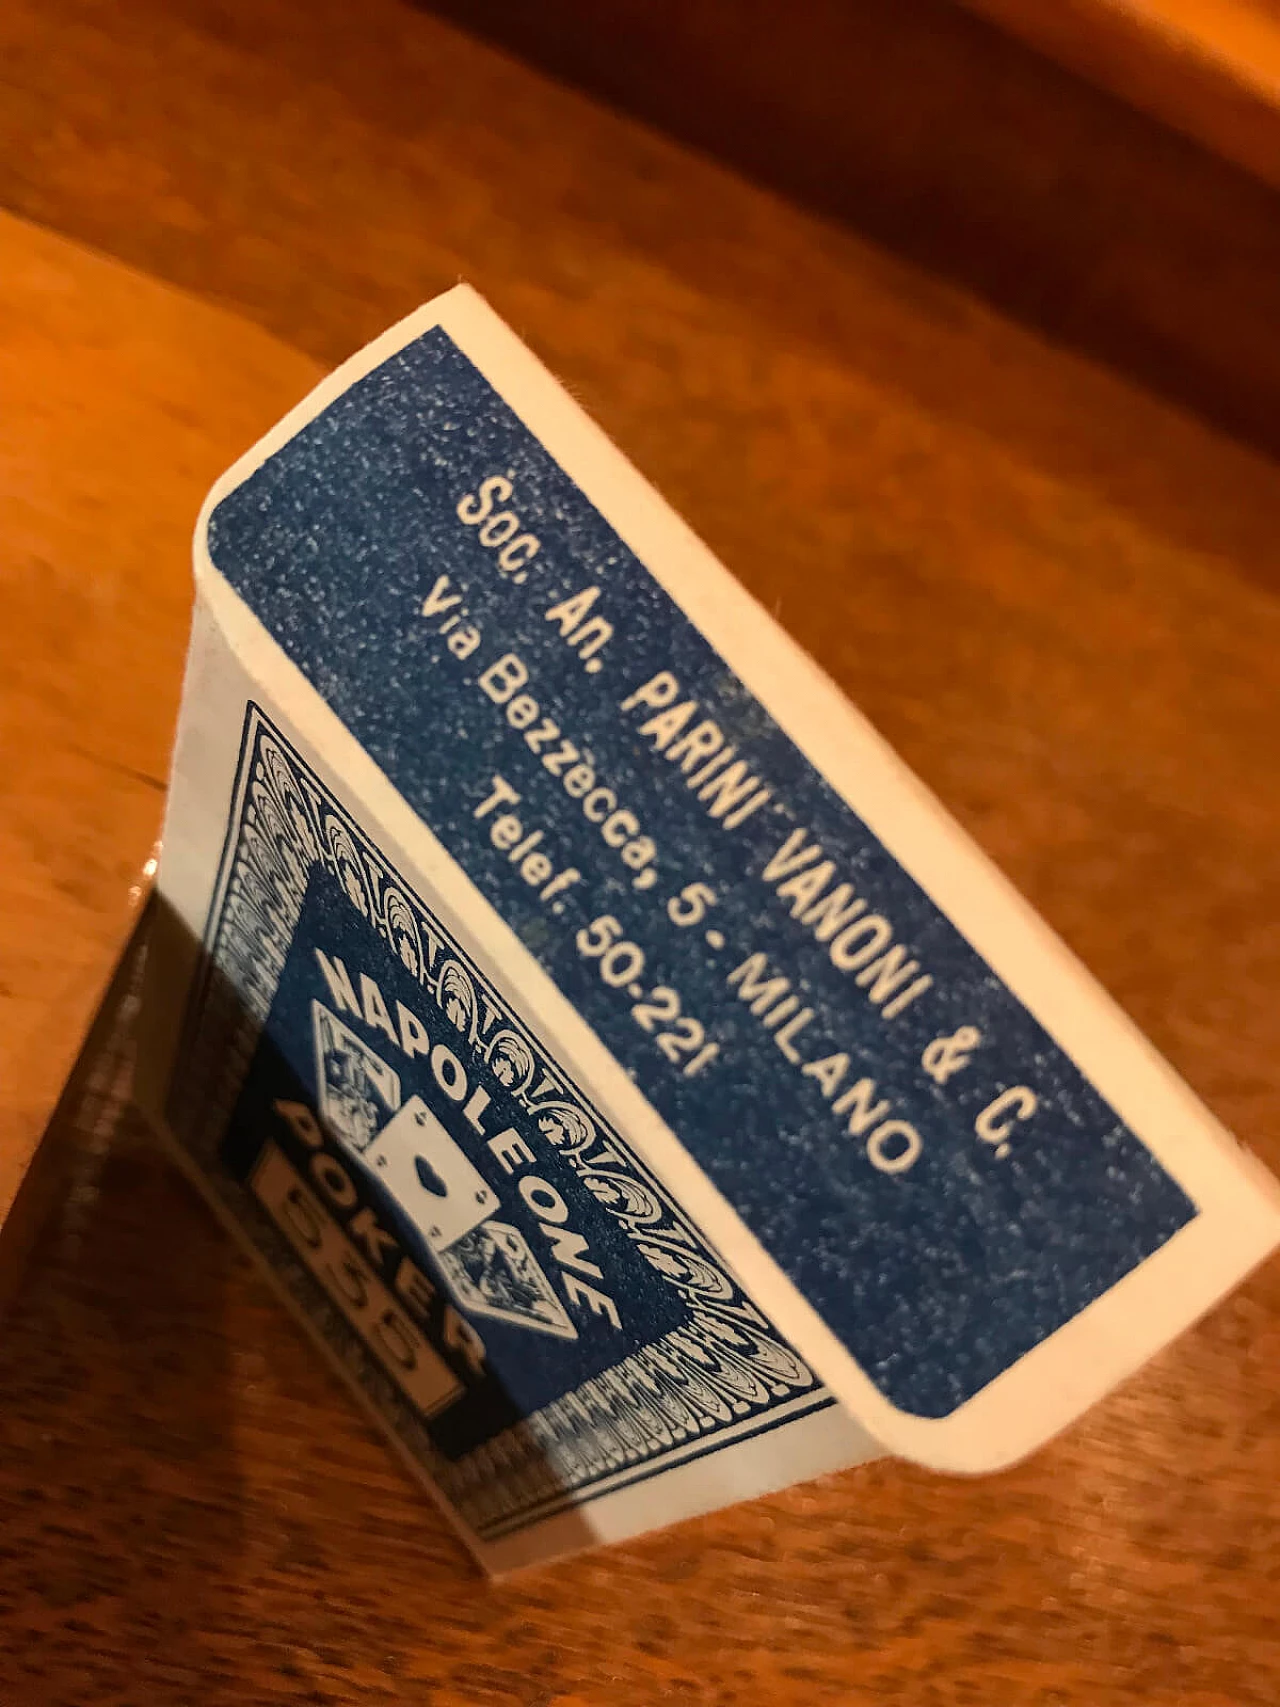 Soc. An. PARINI VANONI & C.
Via Bezzecca, 5 - MILANO
Telef. 50-221
NAPOLEONE
POKER
555